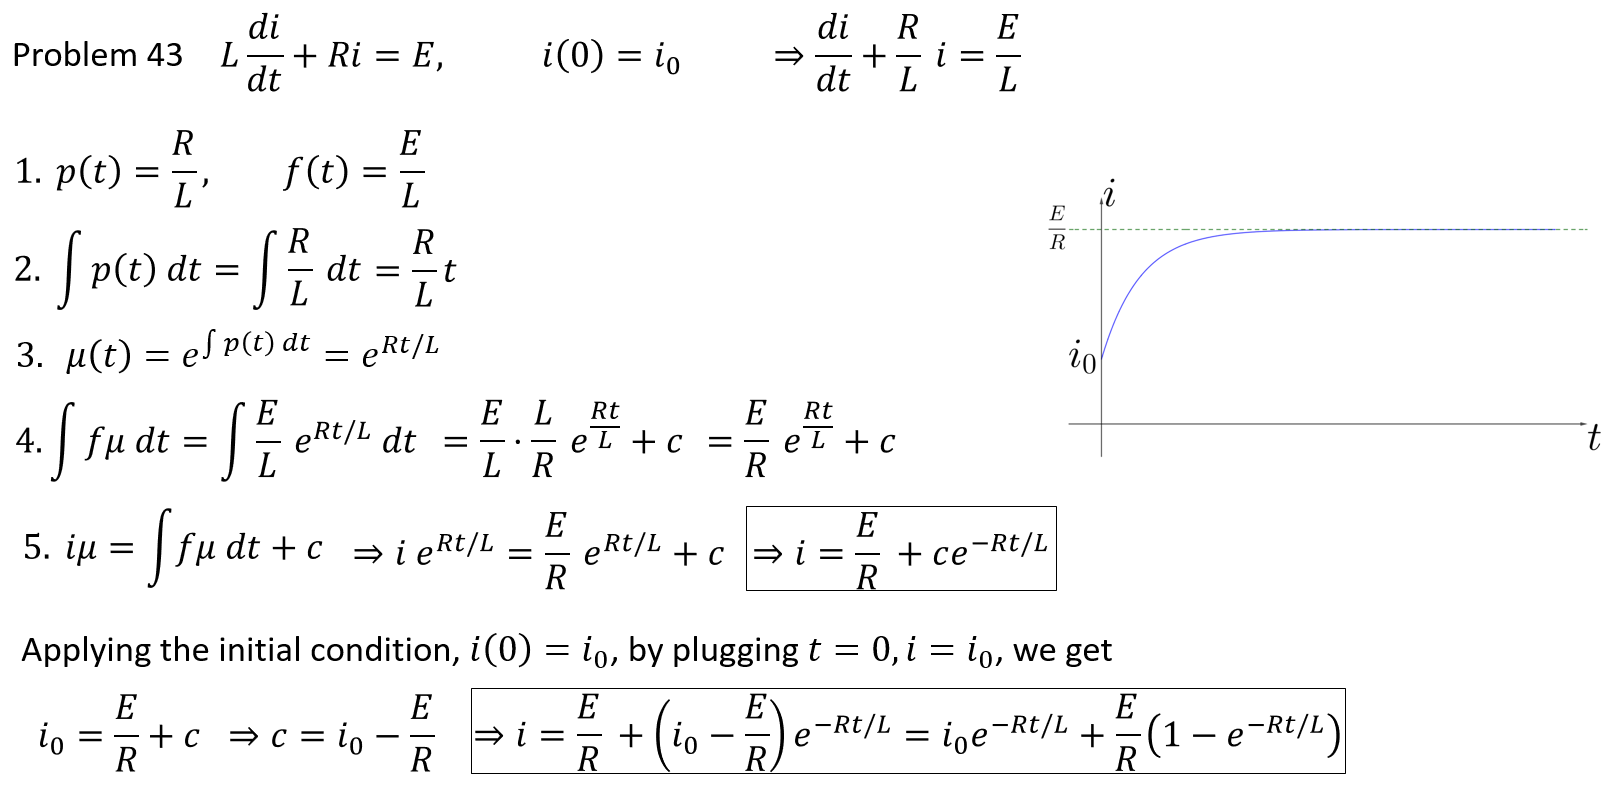 Problem 43 L di/dt + Ri = E, i(0) = i₀ ⇒ di/dt + R/L i = E/L
1. p(t) = R/L, f(t) = E/L
2. ∫ p(t) dt = ∫ R/L dt = R/L t
3. μ(t) = e^{∫ p(t) dt} = e^{Rt/L}
4. ∫ fμ dt = ∫ E/L e^{Rt/L} dt = E/L · L/R e^{Rt/L} + c = E/R e^{Rt/L} + c
5. iμ = ∫ fμ dt + c ⇒ i e^{Rt/L} = E/R e^{Rt/L} + c ⇒ i = E/R + ce^{−Rt/L}
Applying the initial condition, i(0) = i₀, by plugging t = 0, i = i₀, we get
i₀ = E/R + c ⇒ c = i₀ − E/R ⇒ i = E/R + (i₀ − E/R) e^{−Rt/L} = i₀e^{−Rt/L} + E/R (1 − e^{−Rt/L})
i
E/R
i₀
t